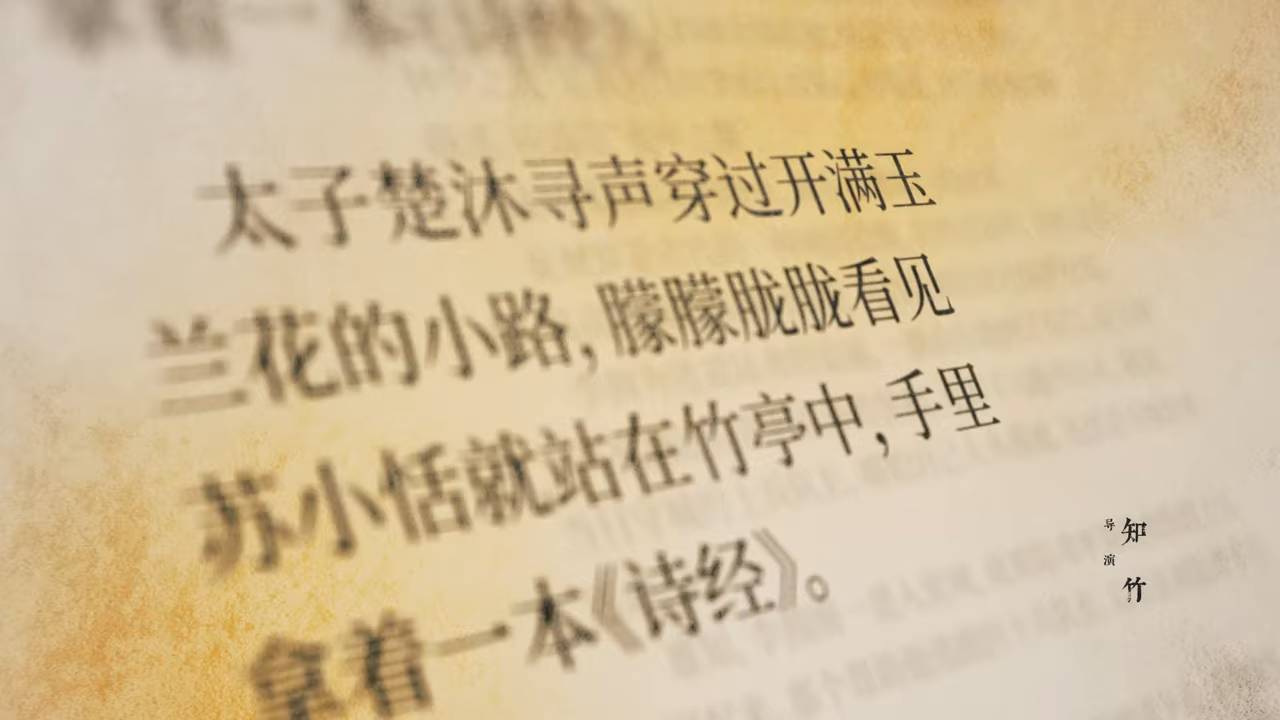 太子楚沐寻声穿过开满玉
兰花的小路，朦朦胧胧看见
苏小恬就站在竹亭中，手里
拿着一本《诗经》。
导演
知竹